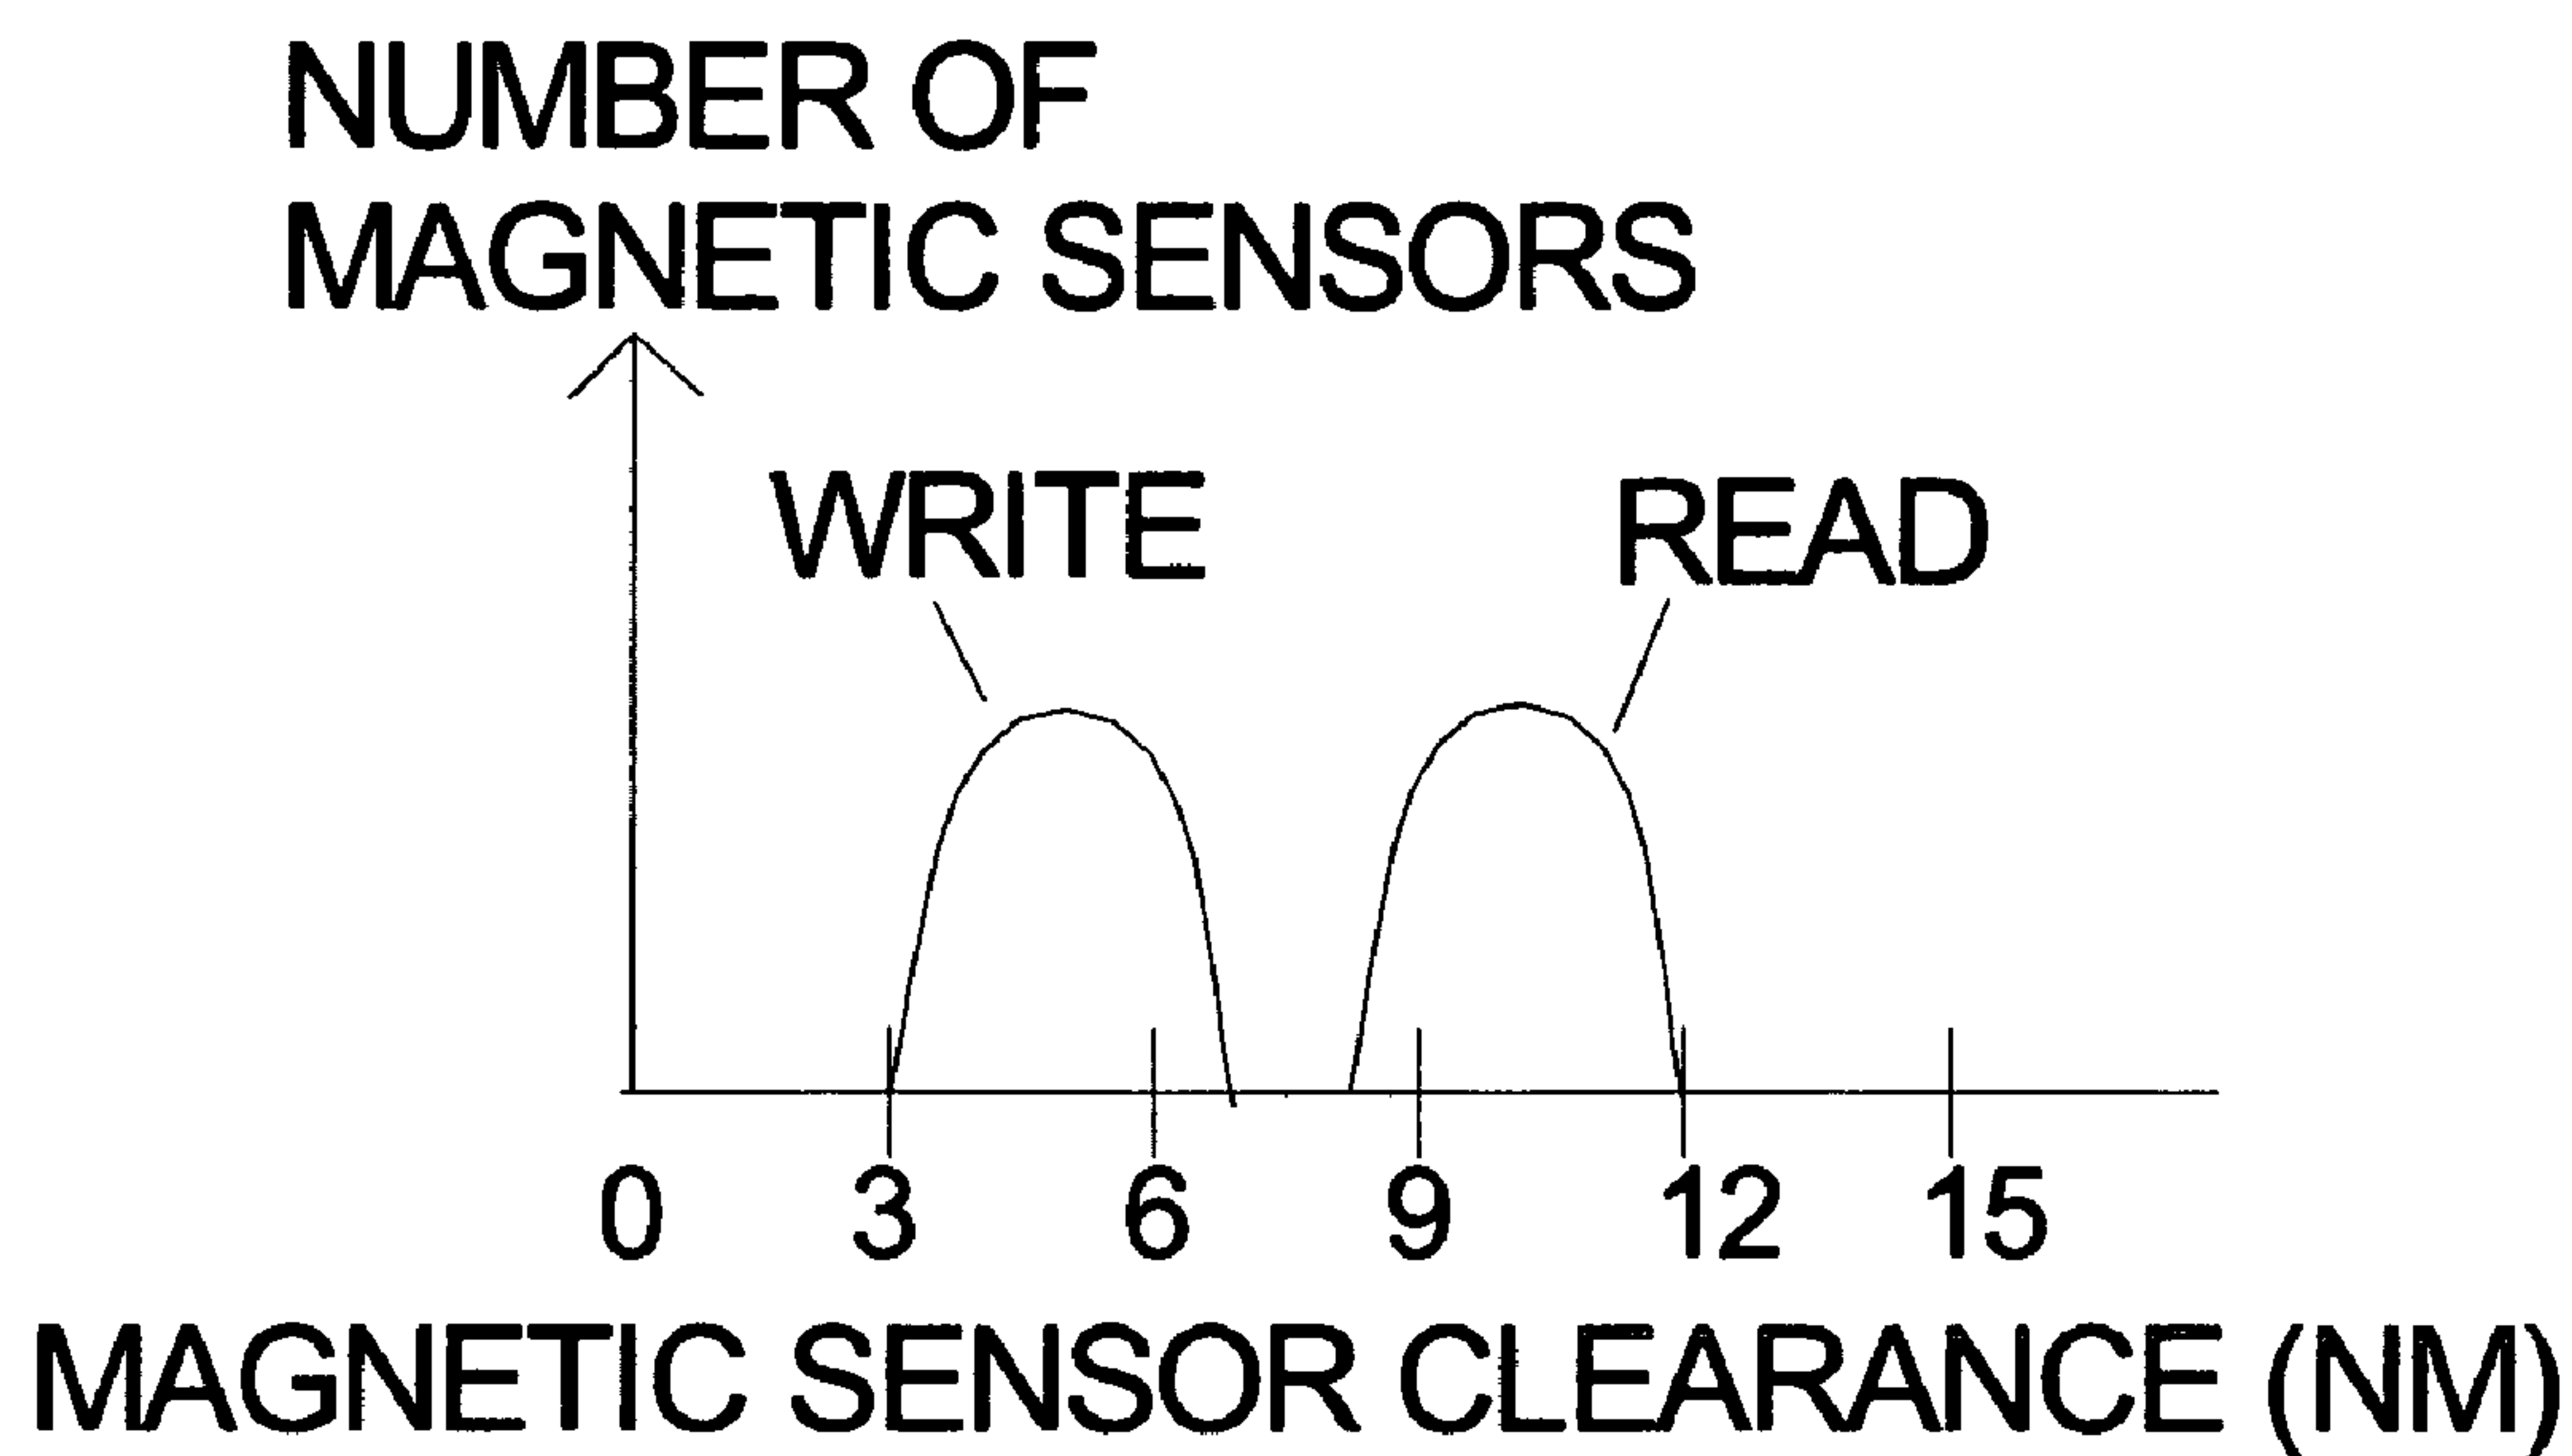 NUMBER OF
MAGNETIC SENSORS
WRITE READ
0 3 6 9 12 15
MAGNETIC SENSOR CLEARANCE (NM)